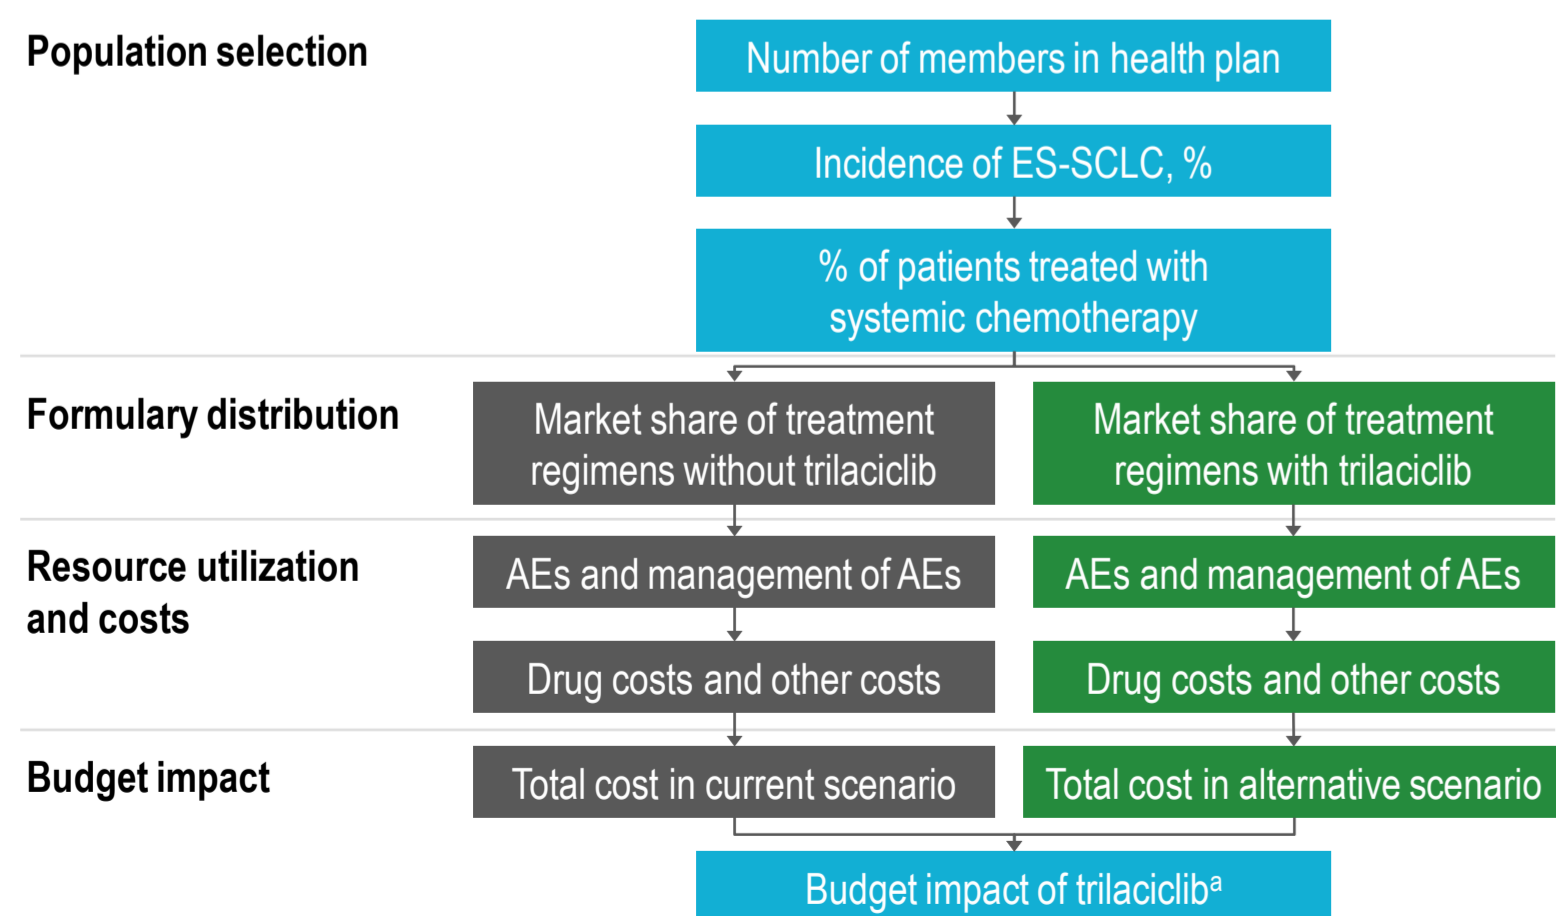 Population selection
Number of members in health plan
Incidence of ES-SCLC, %
% of patients treated with
systemic chemotherapy
Formulary distribution
Market share of treatment
regimens without trilaciclib
Market share of treatment
regimens with trilaciclib
Resource utilization
and costs
AEs and management of AEs
AEs and management of AEs
Drug costs and other costs
Drug costs and other costs
Budget impact
Total cost in current scenario
Total cost in alternative scenario
Budget impact of trilaciclibᵃ